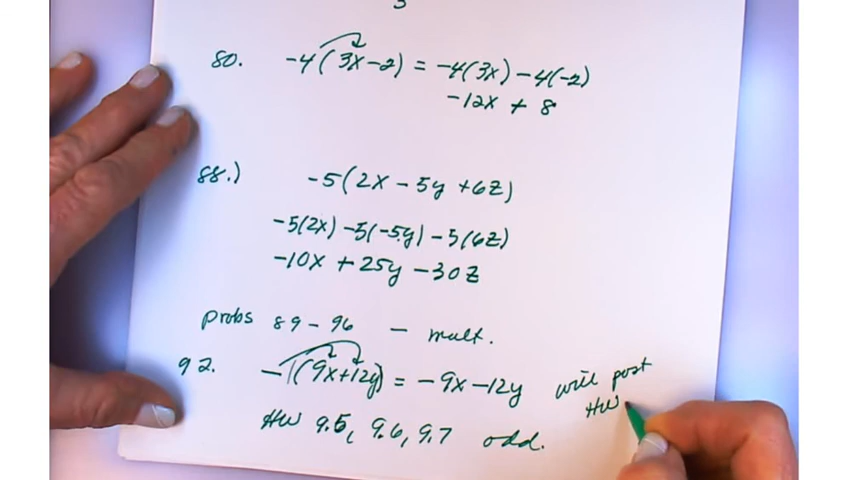 3
80. -4(3x-2) = -4(3x) -4(-2)
-12x + 8
88.) -5(2x - 5y + 6z)
-5(2x) -5(-5y) -5(6z)
-10x + 25y - 30z
probs 89-96 - mult.
92. -1(9x+12y) = -9x -12y will post
HW
HW 9.5, 9.6, 9.7 odd.